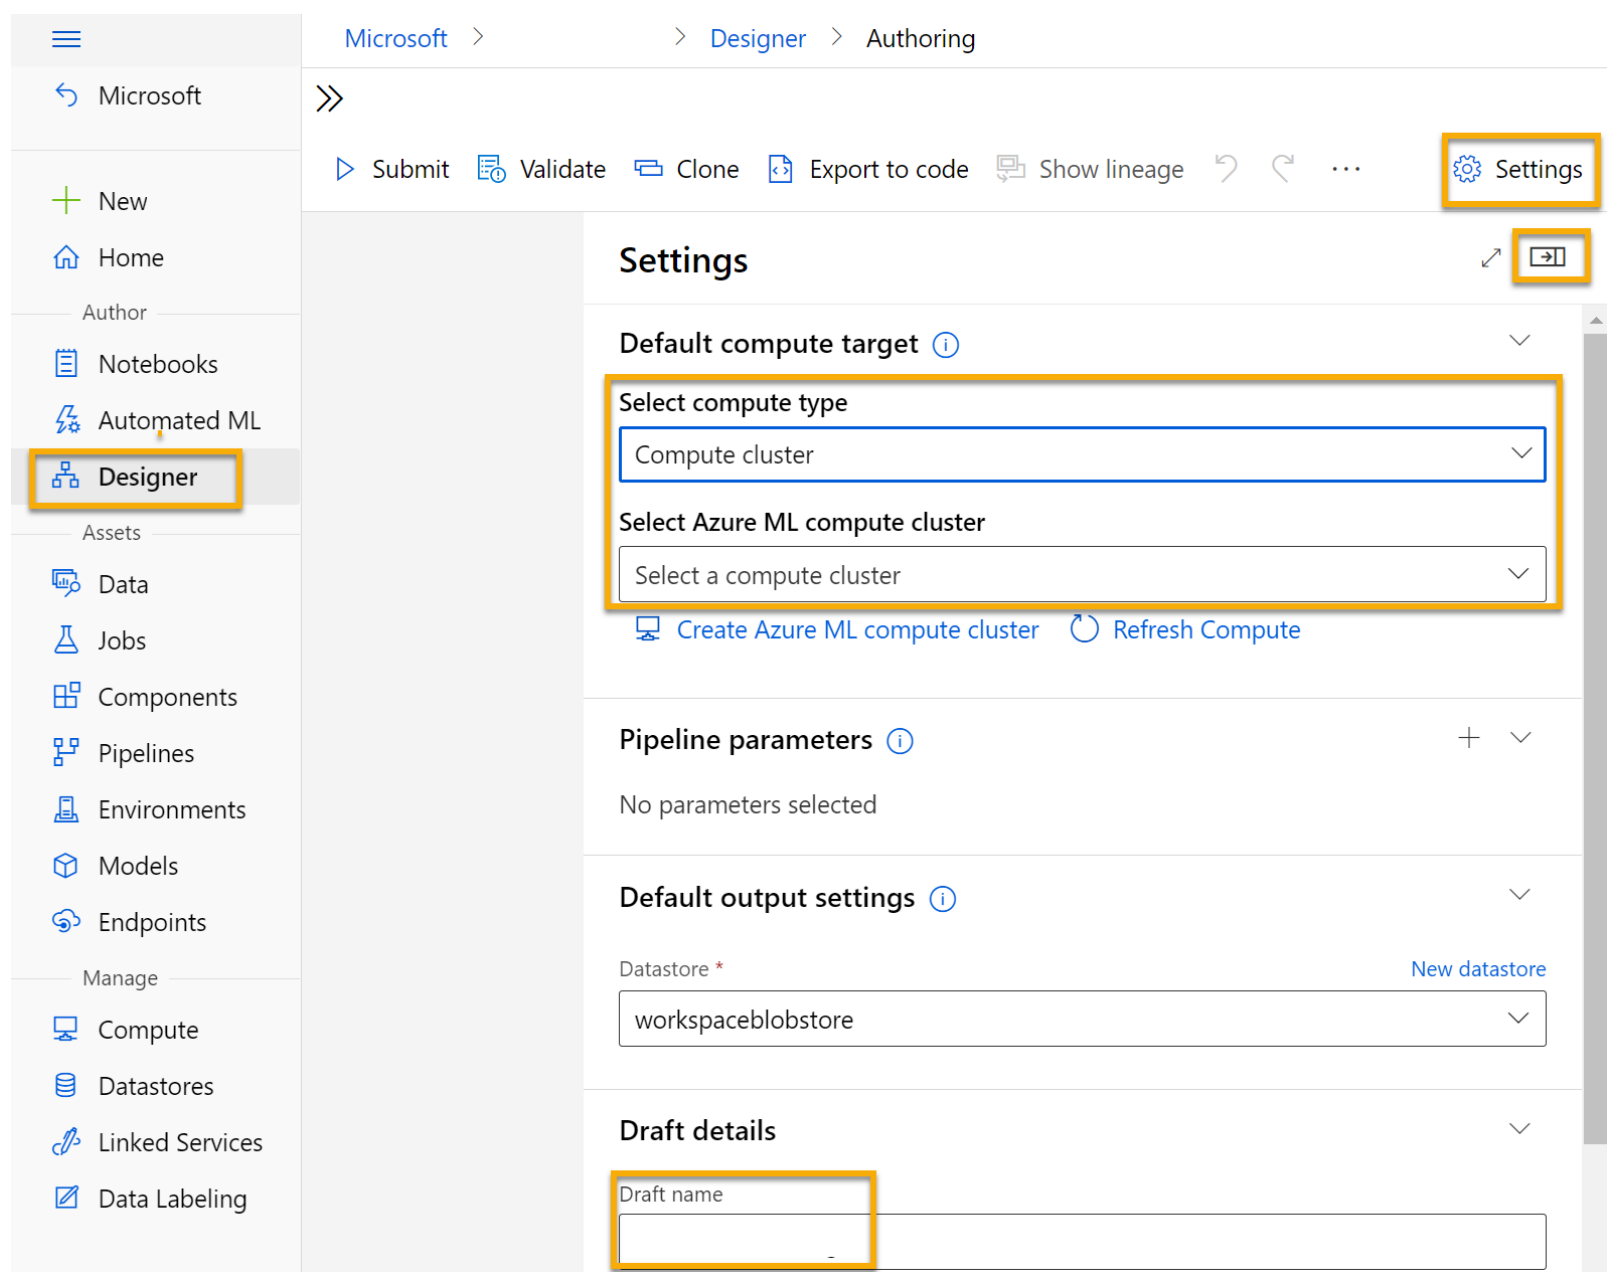 Microsoft > > Designer > Authoring
Microsoft
Submit Validate Clone Export to code Show lineage ... Settings
New
Home
Author
Notebooks
Automated ML
Designer
Assets
Data
Jobs
Components
Pipelines
Environments
Models
Endpoints
Manage
Compute
Datastores
Linked Services
Data Labeling
Settings
Default compute target
Select compute type
Compute cluster
Select Azure ML compute cluster
Select a compute cluster
Create Azure ML compute cluster Refresh Compute
Pipeline parameters
No parameters selected
Default output settings
Datastore * New datastore
workspaceblobstore
Draft details
Draft name